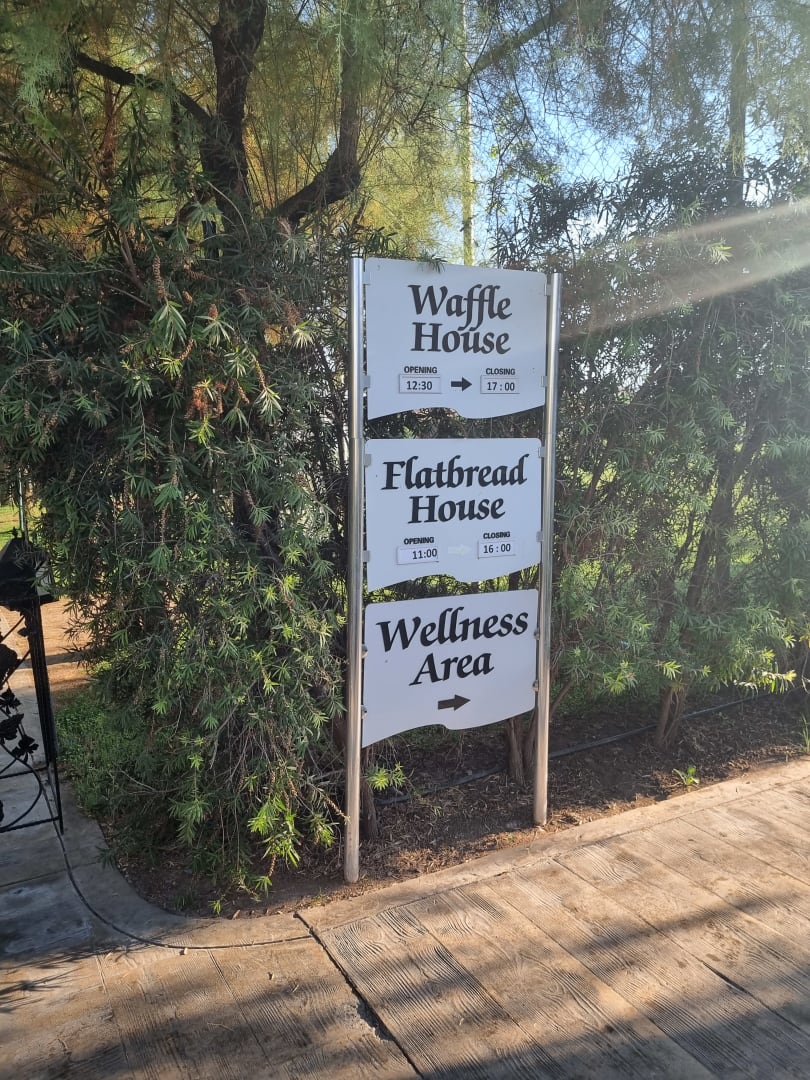 Waffle
House
OPENING CLOSING
12:30 17:00
Flatbread
House
OPENING CLOSING
11:00 16:00
Wellness
Area